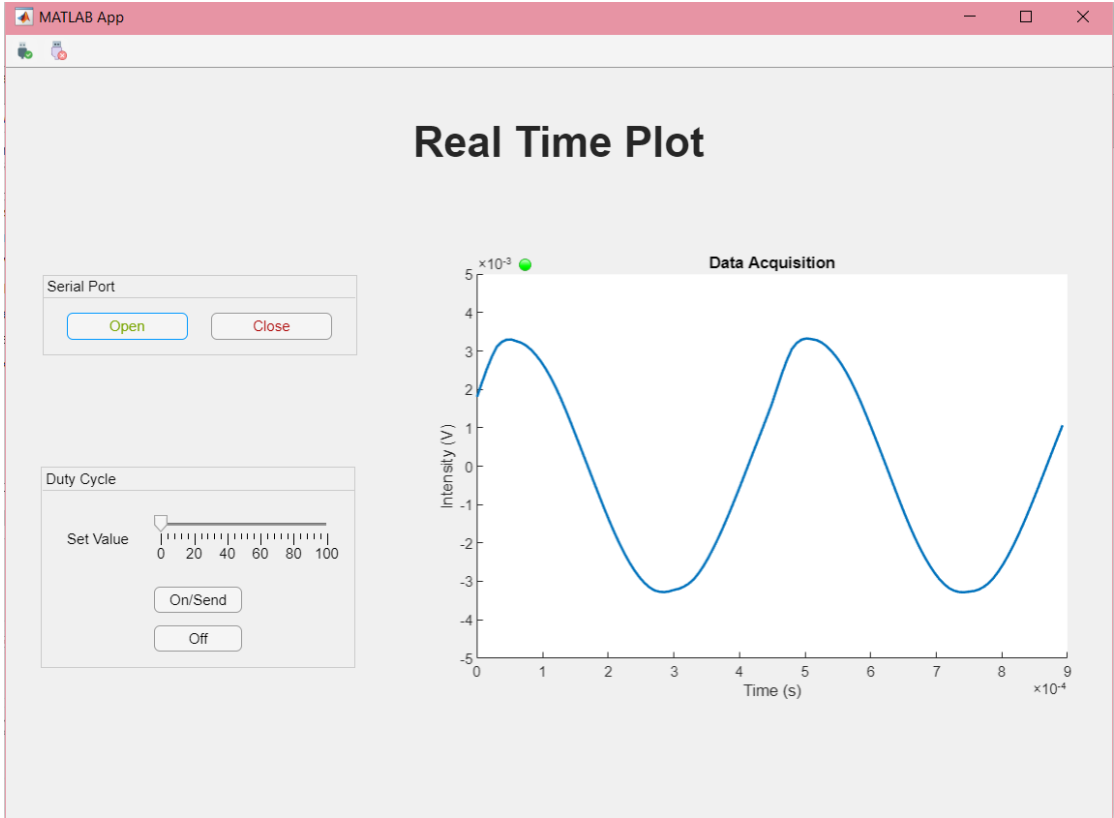 MATLAB App
Real Time Plot
Serial Port
Open Close
Duty Cycle
Set Value
0 20 40 60 80 100
On/Send
Off
×10⁻³
Data Acquisition
5
4
3
2
1
0
-1
-2
-3
-4
-5
Intensity (V)
0 1 2 3 4 5 6 7 8 9
Time (s)
×10⁻⁴